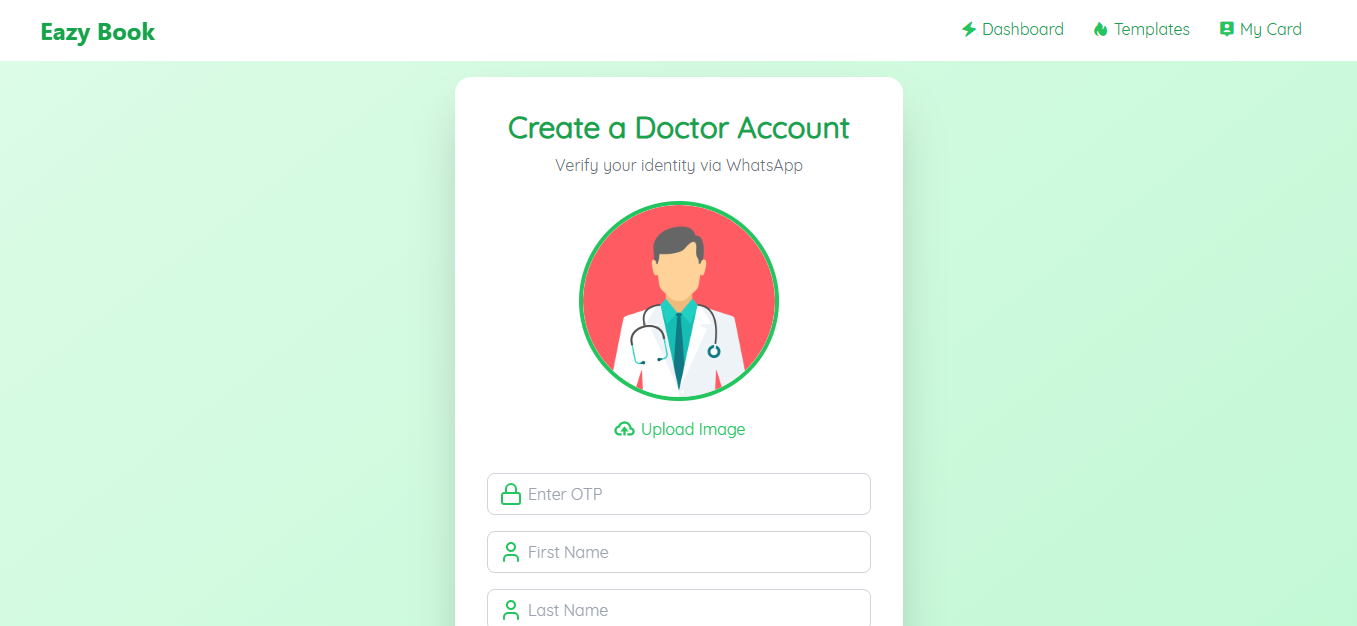 Eazy Book
Dashboard
Templates
My Card
Create a Doctor Account
Verify your identity via WhatsApp
Upload Image
Enter OTP
First Name
Last Name